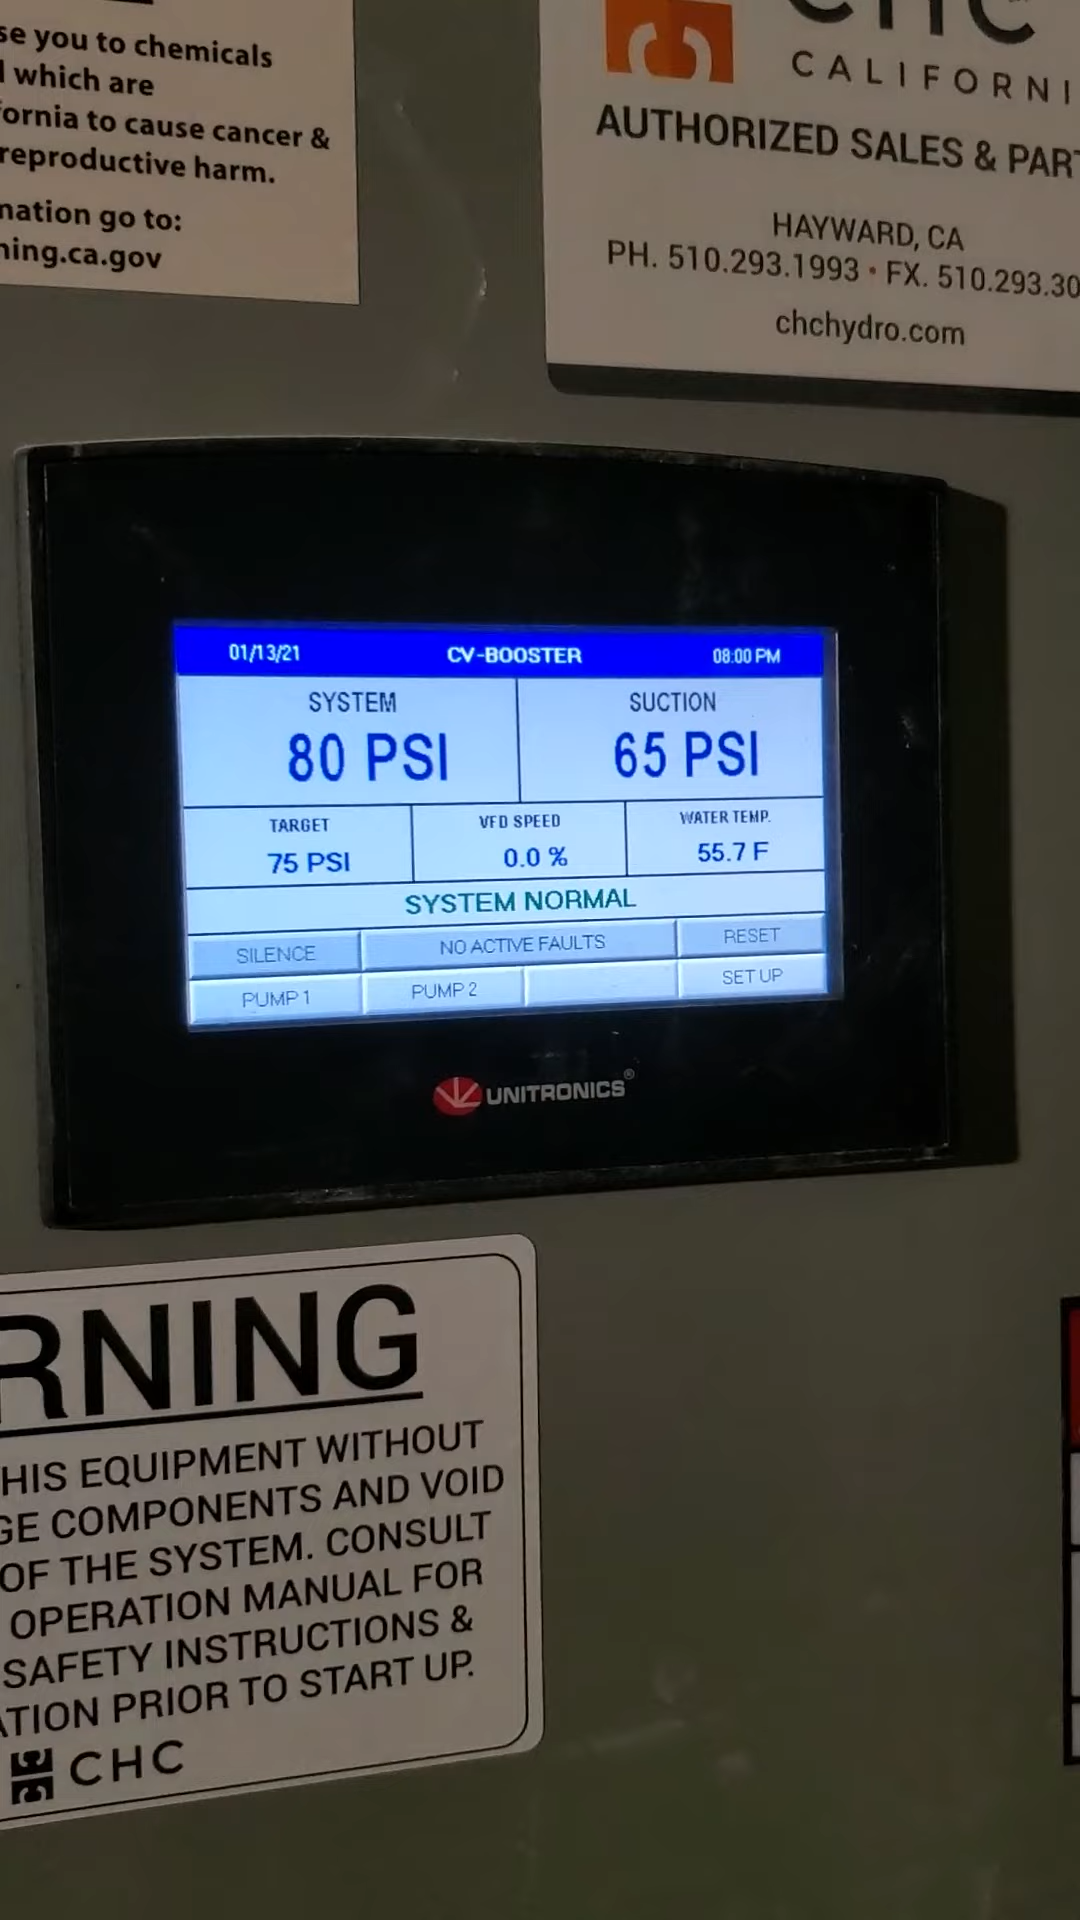 se you to chemicals
which are
fornia to cause cancer &
reproductive harm.
mation go to:
ning.ca.gov
CHC
CALIFORNI
AUTHORIZED SALES & PAR
HAYWARD, CA
PH. 510.293.1993 • FX. 510.293.30
chchydro.com
01/13/21 CV-BOOSTER 08:00 PM
SYSTEM SUCTION
80 PSI 65 PSI
TARGET VFD SPEED WATER TEMP.
75 PSI 0.0 % 55.7 F
SYSTEM NORMAL
SILENCE NO ACTIVE FAULTS RESET
PUMP 1 PUMP 2 SET UP
UNITRONICS®
RNING
HIS EQUIPMENT WITHOUT
GE COMPONENTS AND VOID
OF THE SYSTEM. CONSULT
OPERATION MANUAL FOR
SAFETY INSTRUCTIONS &
ATION PRIOR TO START UP.
CHC